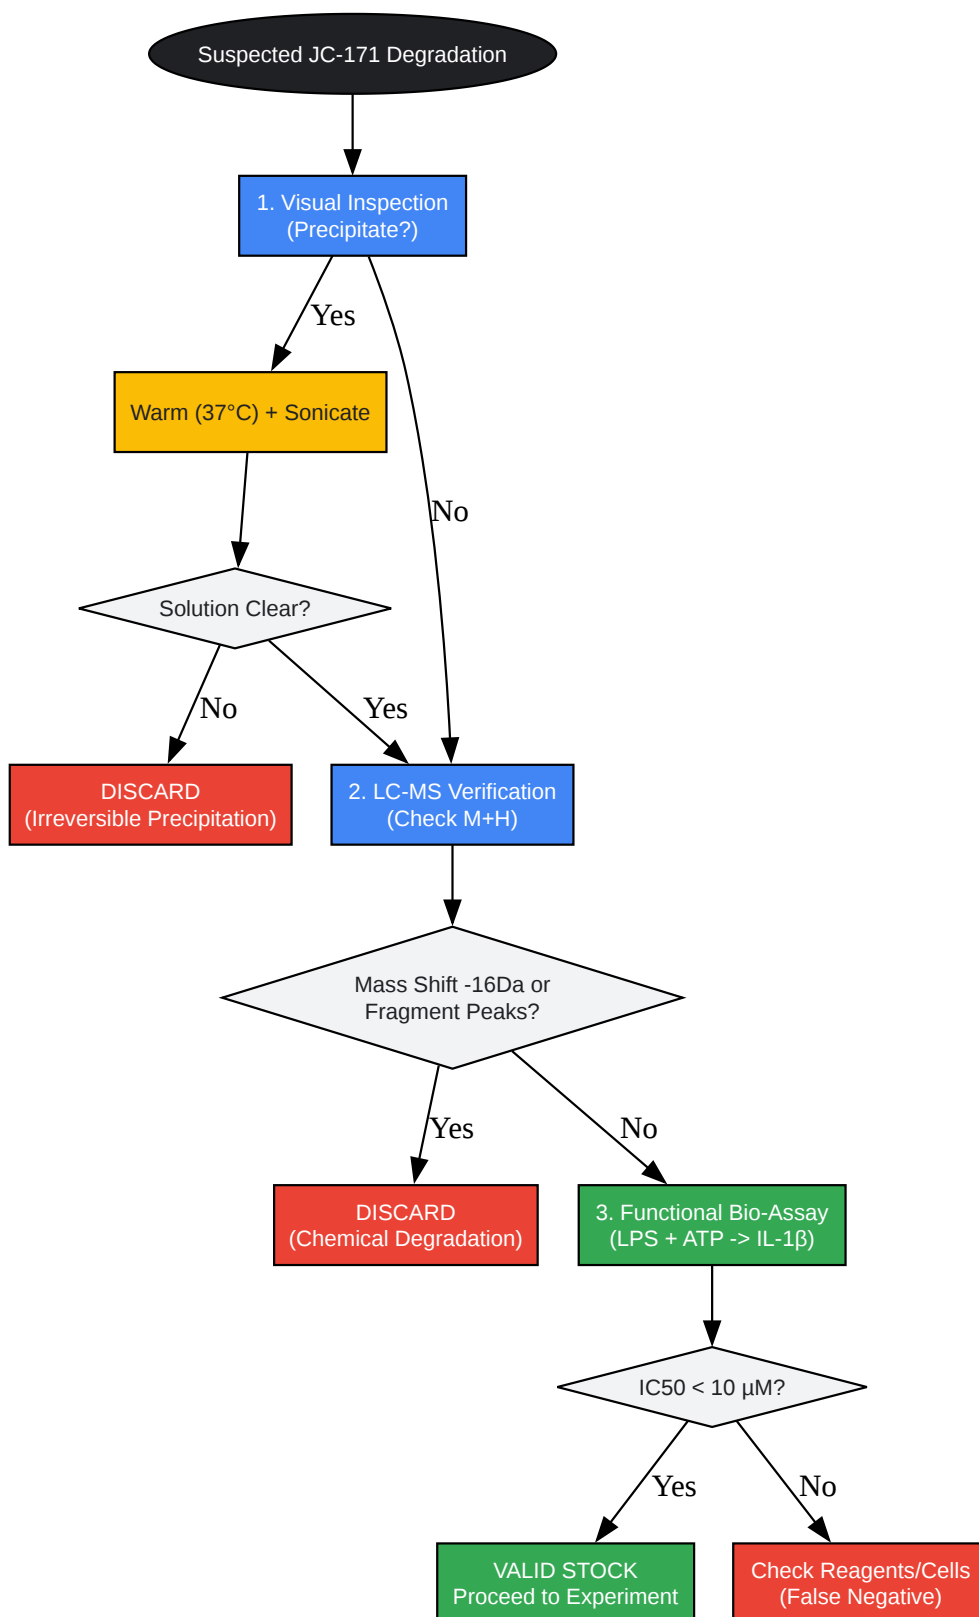 Suspected JC-171 Degradation
1. Visual Inspection
(Precipitate?)
Yes
Warm (37°C) + Sonicate
No
Solution Clear?
No
Yes
DISCARD
(Irreversible Precipitation)
2. LC-MS Verification
(Check M+H)
Mass Shift -16Da or
Fragment Peaks?
Yes
No
DISCARD
(Chemical Degradation)
3. Functional Bio-Assay
(LPS + ATP -> IL-1β)
IC50 < 10 µM?
Yes
No
VALID STOCK
Proceed to Experiment
Check Reagents/Cells
(False Negative)